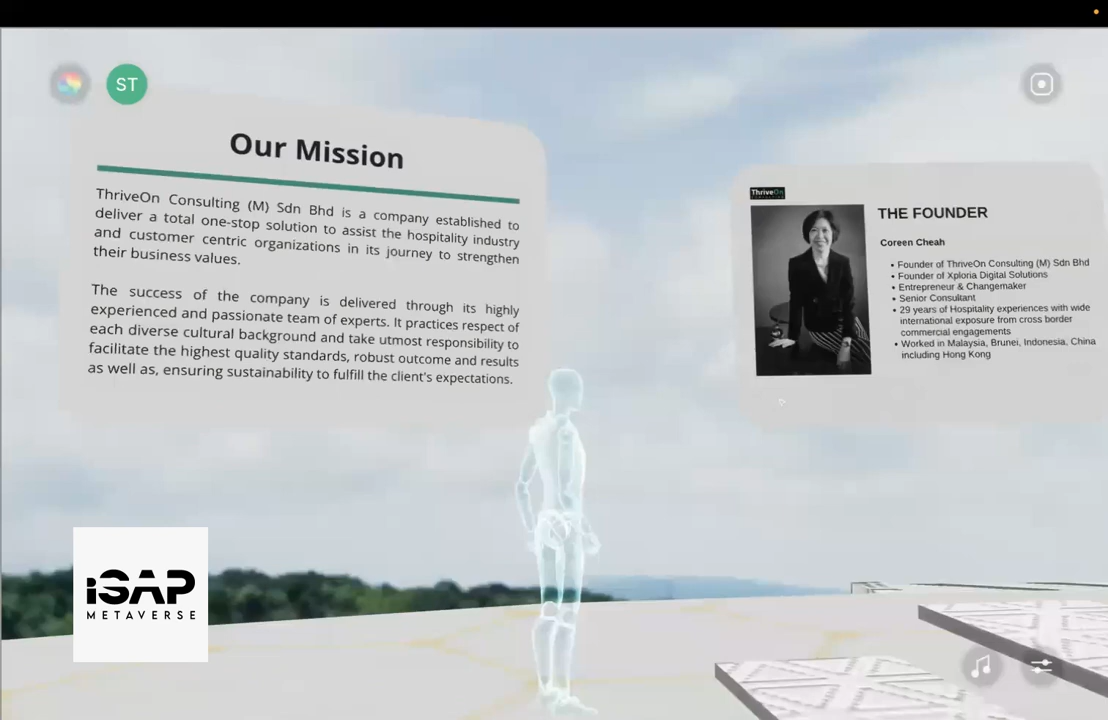 ST
Our Mission
ThriveOn Consulting (M) Sdn Bhd is a company established to
deliver a total one-stop solution to assist the hospitality industry
and customer centric organizations in its journey to strengthen
their business values.
The success of the company is delivered through its highly
experienced and passionate team of experts. It practices respect of
each diverse cultural background and take utmost responsibility to
facilitate the highest quality standards, robust outcome and results
as well as, ensuring sustainability to fulfill the client's expectations.
ThriveOn
THE FOUNDER
Coreen Cheah
• Founder of ThriveOn Consulting (M) Sdn Bhd
• Founder of Xploria Digital Solutions
• Entrepreneur & Changemaker
• Senior Consultant
• 29 years of Hospitality experiences with wide
international exposure from cross border
commercial engagements
• Worked in Malaysia, Brunei, Indonesia, China
including Hong Kong
iSAP
METAVERSE